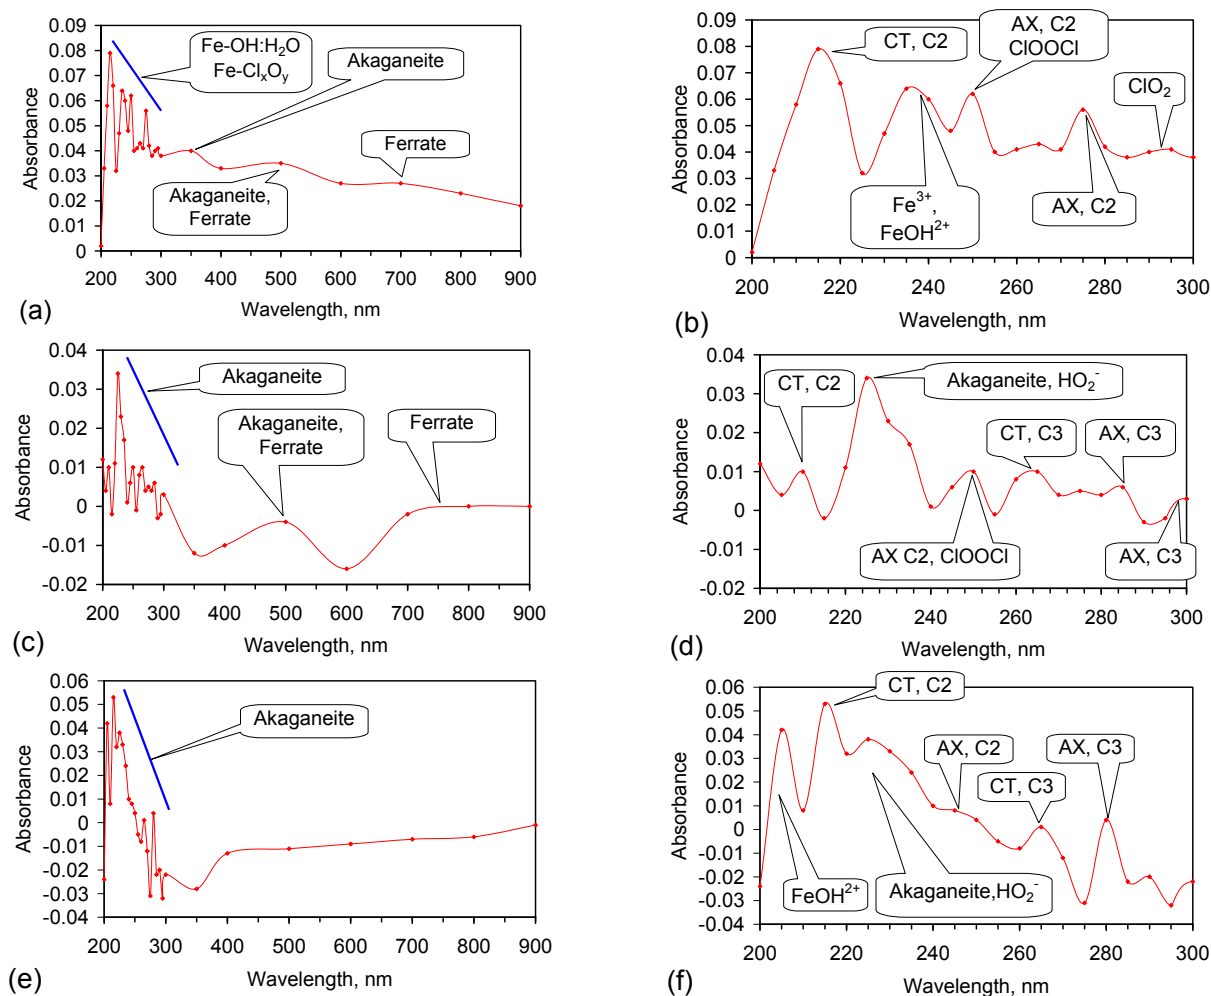 0.09
0.08
0.07
0.06
0.05
0.04
0.03
0.02
0.01
0
Absorbance
Fe-OH:H₂O
Fe-ClₓOᵧ
Akaganeite
Ferrate
Akaganeite,
Ferrate
200 300 400 500 600 700 800 900
Wavelength, nm
(a)
0.09
0.08
0.07
0.06
0.05
0.04
0.03
0.02
0.01
0
Absorbance
CT, C2
AX, C2
ClOOCl
ClO₂
Fe³⁺,
FeOH²⁺
AX, C2
200 220 240 260 280 300
Wavelength, nm
(b)
0.04
0.03
0.02
0.01
0
-0.01
-0.02
Absorbance
Akaganeite
Akaganeite,
Ferrate
Ferrate
200 300 400 500 600 700 800 900
Wavelength, nm
(c)
0.04
0.03
0.02
0.01
0
-0.01
-0.02
Absorbance
CT, C2
Akaganeite, HO₂⁻
CT, C3
AX, C3
AX C2, ClOOCl
AX, C3
200 220 240 260 280 300
Wavelength, nm
(d)
0.06
0.05
0.04
0.03
0.02
0.01
0
-0.01
-0.02
-0.03
-0.04
Absorbance
Akaganeite
200 300 400 500 600 700 800 900
Wavelength, nm
(e)
0.06
0.05
0.04
0.03
0.02
0.01
0
-0.01
-0.02
-0.03
-0.04
Absorbance
CT, C2
AX, C2
AX, C3
CT, C3
FeOH²⁺
Akaganeite,HO₂⁻
200 220 240 260 280 300
Wavelength, nm
(f)